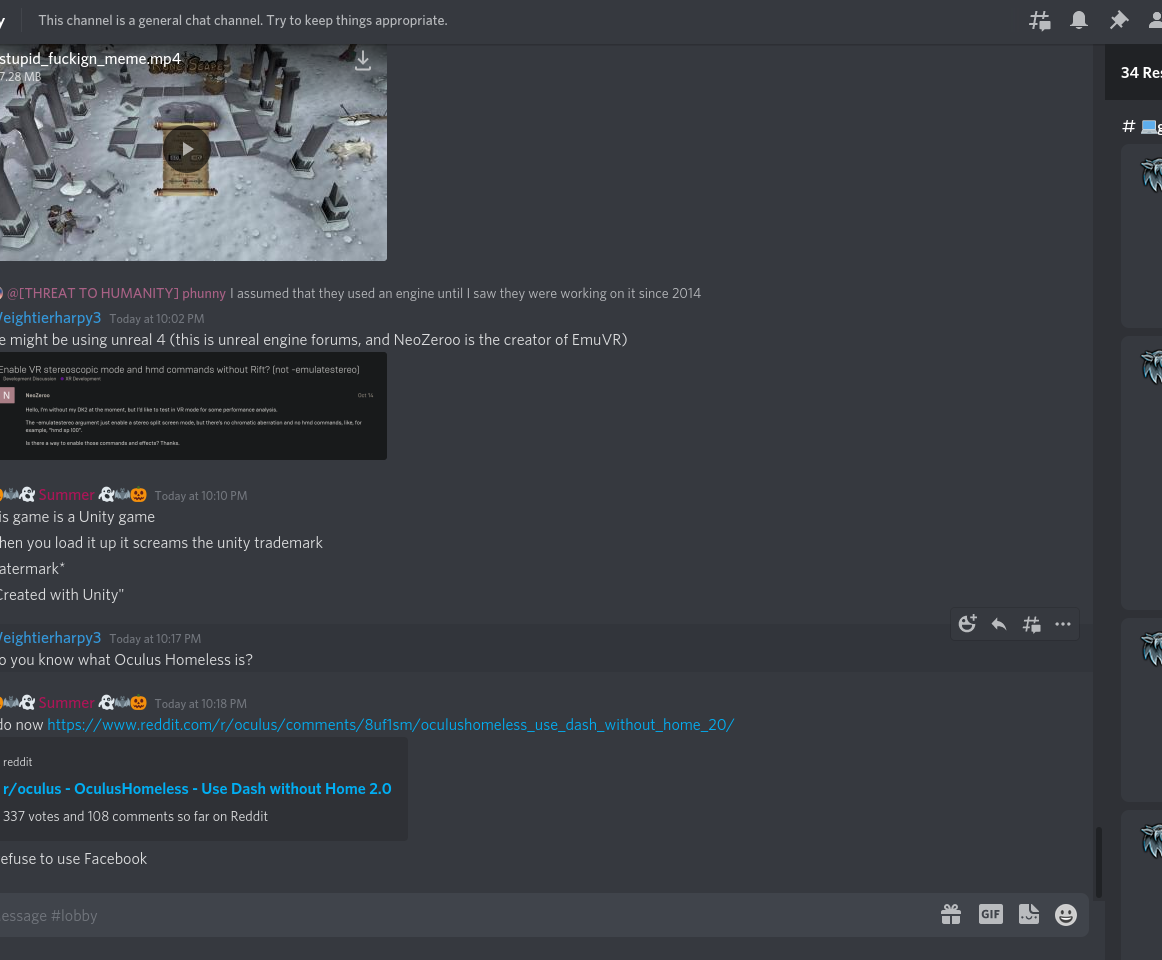 y
This channel is a general chat channel. Try to keep things appropriate.
stupid_fuckign_meme.mp4
7.28 MB
34 Res
# g
@[THREAT TO HUMANITY] phunny I assumed that they used an engine until I saw they were working on it since 2014
Veightierharpy3 Today at 10:02 PM
e might be using unreal 4 (this is unreal engine forums, and NeoZeroo is the creator of EmuVR)
Enable VR stereoscopic mode and hmd commands without Rift? (not -emulatestereo)
Development Discussion VR Development
N
NeoZeroo
Oct 14
Hello, I'm without my DK2 at the moment, but I'd like to test in VR mode for some performance analysis.
The -emulatestereo argument just enable a stereo split screen mode, but there's no chromatic aberration and no hmd commands, like, for
example, "hmd sp 100".
Is there a way to enable those commands and effects? Thanks.
🎃🦇👻 Summer 👻🦇🎃 Today at 10:10 PM
is game is a Unity game
hen you load it up it screams the unity trademark
atermark*
Created with Unity"
Veightierharpy3 Today at 10:17 PM
o you know what Oculus Homeless is?
🎃🦇👻 Summer 👻🦇🎃 Today at 10:18 PM
do now https://www.reddit.com/r/oculus/comments/8uf1sm/oculushomeless_use_dash_without_home_20/
reddit
r/oculus - OculusHomeless - Use Dash without Home 2.0
337 votes and 108 comments so far on Reddit
efuse to use Facebook
essage #lobby
GIF